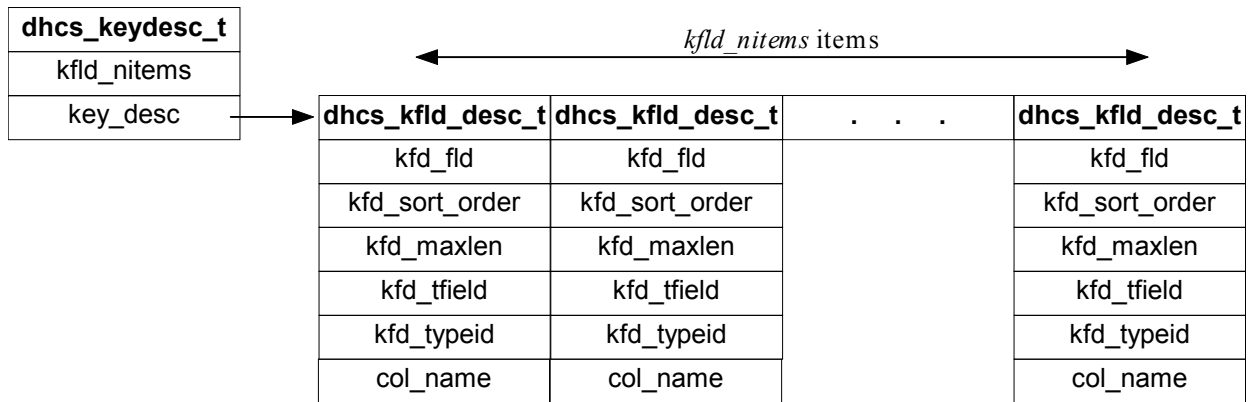 dhcs_keydesc_t
kfld_nitems
key_desc
kfld_nitems items
dhcs_kfld_desc_t dhcs_kfld_desc_t . . . dhcs_kfld_desc_t
kfd_fld kfd_fld kfd_fld
kfd_sort_order kfd_sort_order kfd_sort_order
kfd_maxlen kfd_maxlen kfd_maxlen
kfd_tfield kfd_tfield kfd_tfield
kfd_typeid kfd_typeid kfd_typeid
col_name col_name col_name